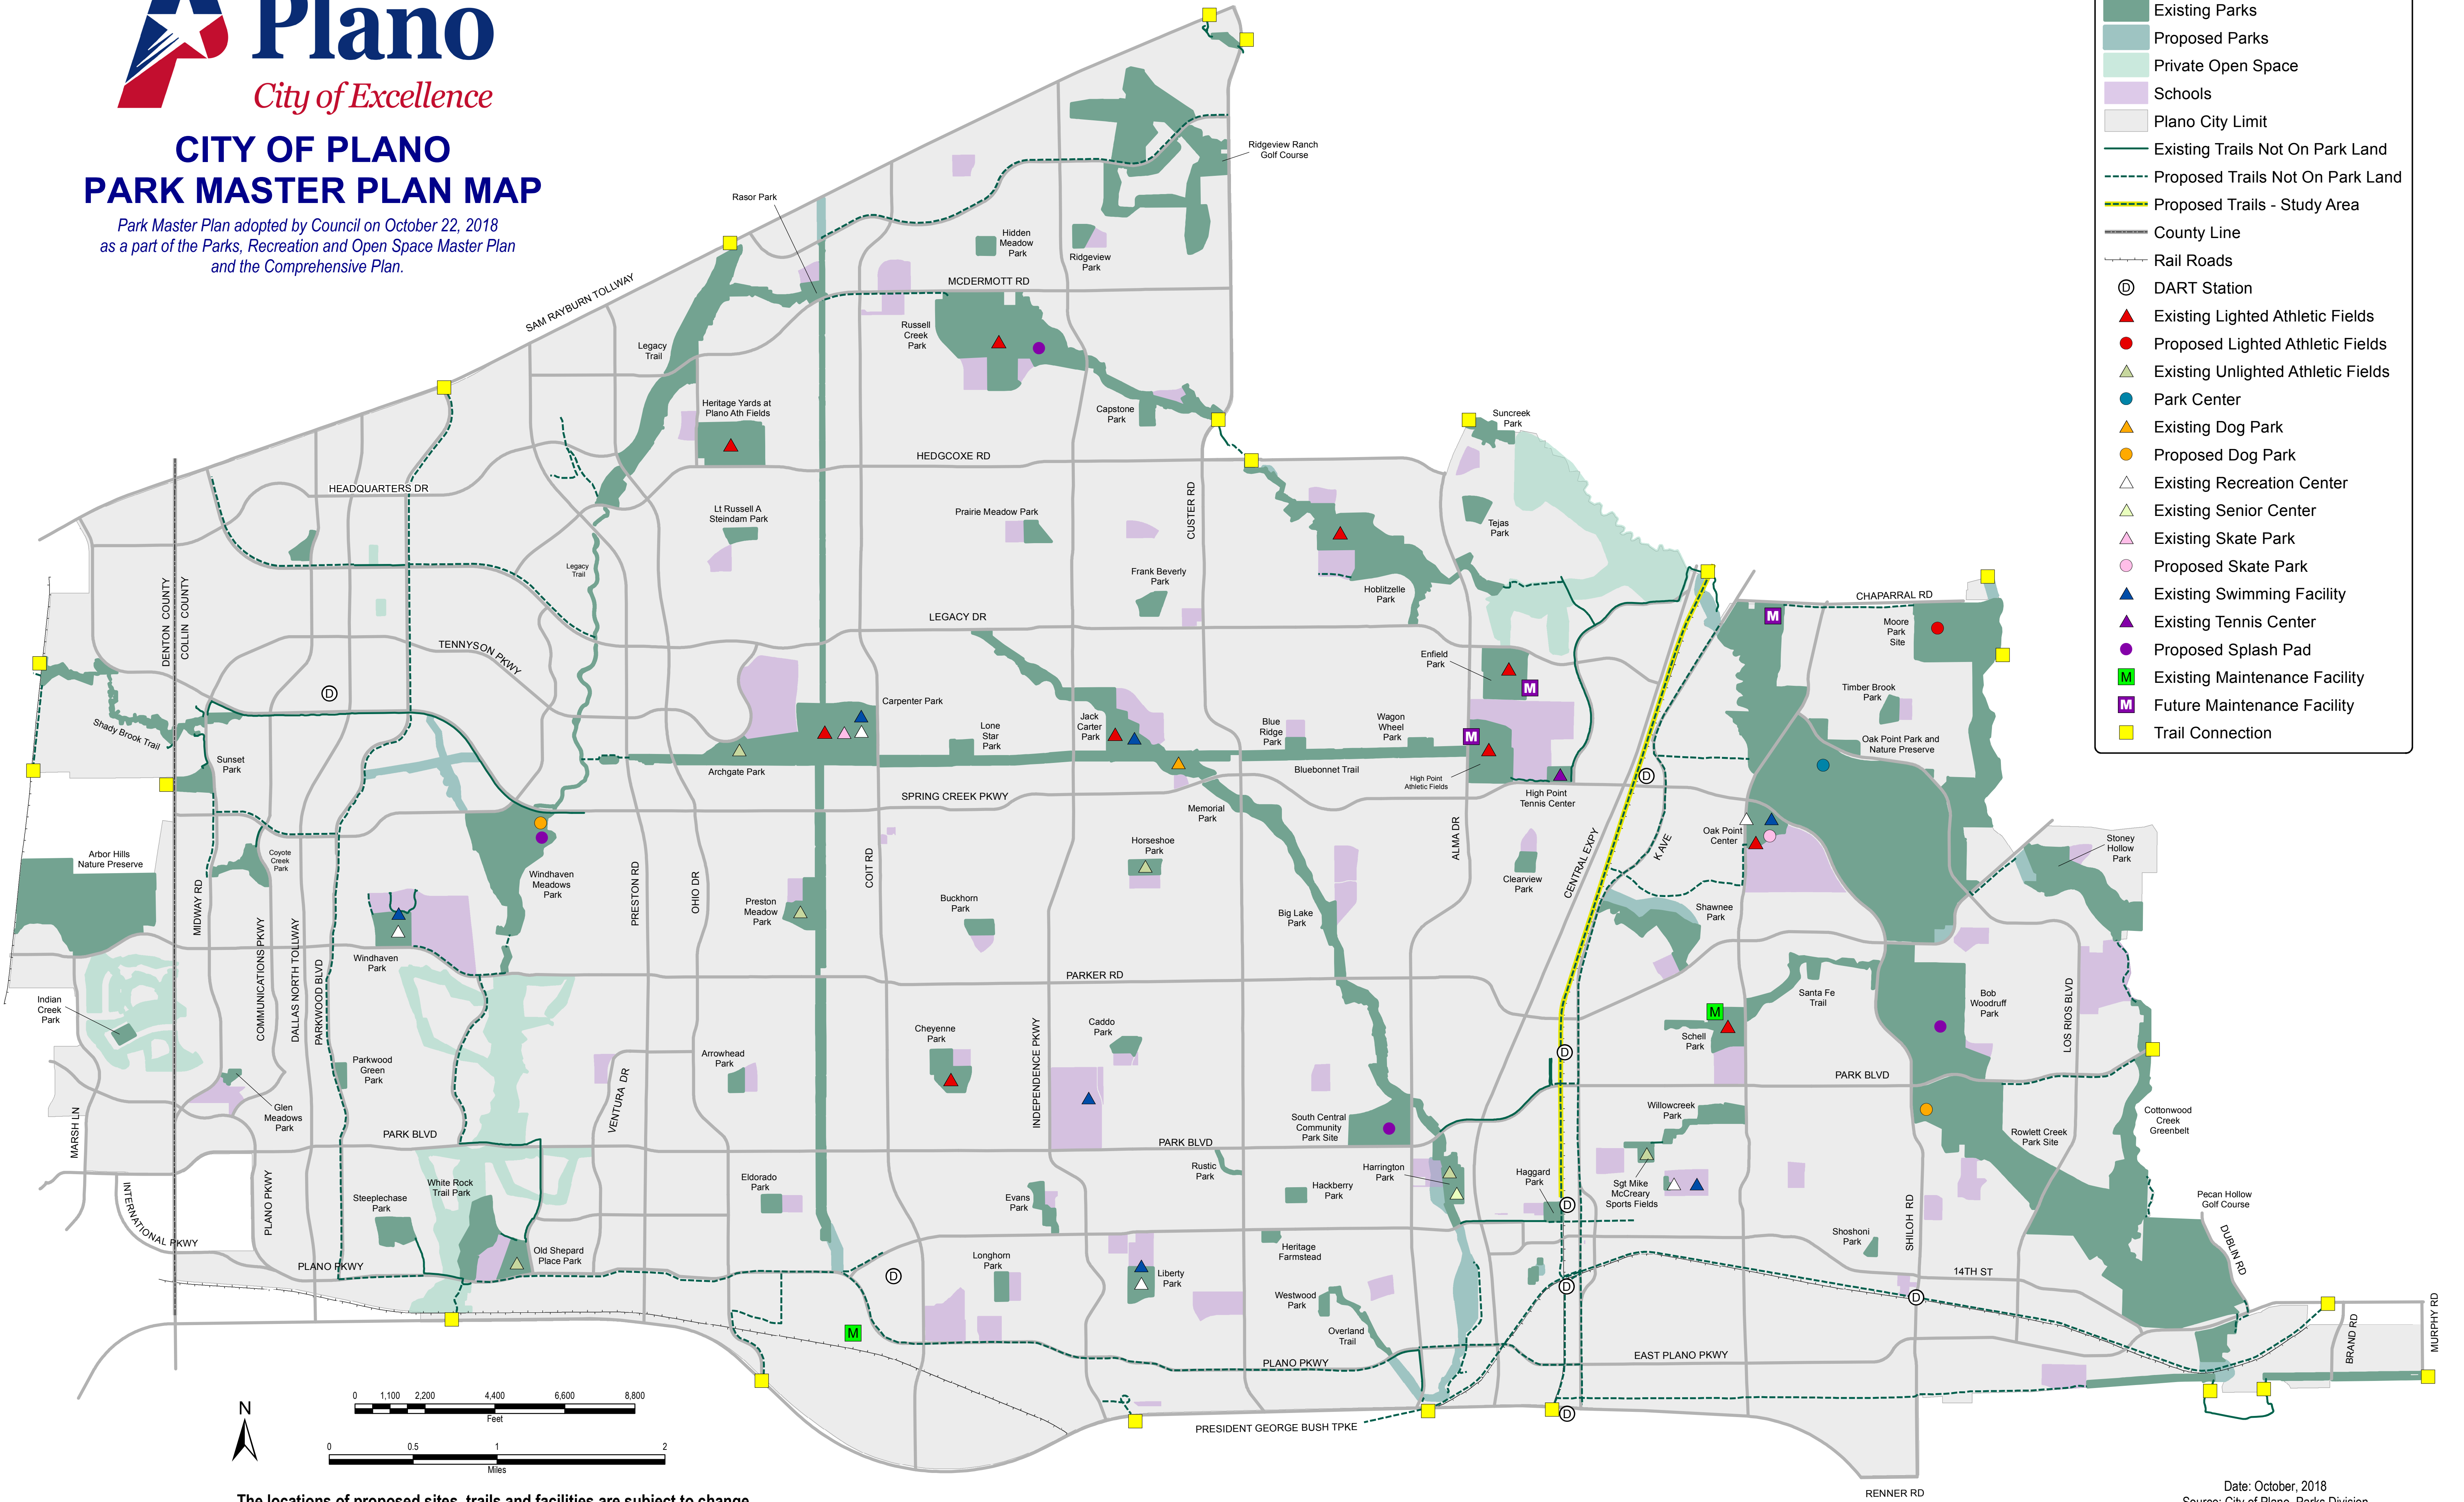 Plano
City of Excellence
CITY OF PLANO
PARK MASTER PLAN MAP
Park Master Plan adopted by Council on October 22, 2018
as a part of the Parks, Recreation and Open Space Master Plan
and the Comprehensive Plan.
Existing Parks
Proposed Parks
Private Open Space
Schools
Plano City Limit
Existing Trails Not On Park Land
Proposed Trails Not On Park Land
Proposed Trails - Study Area
County Line
Rail Roads
D DART Station
Existing Lighted Athletic Fields
Proposed Lighted Athletic Fields
Existing Unlighted Athletic Fields
Park Center
Existing Dog Park
Proposed Dog Park
Existing Recreation Center
Existing Senior Center
Existing Skate Park
Proposed Skate Park
Existing Swimming Facility
Existing Tennis Center
Proposed Splash Pad
M Existing Maintenance Facility
M Future Maintenance Facility
Trail Connection
Ridgeview Ranch
Golf Course
Rasor Park
Hidden
Meadow
Park
Ridgeview
Park
MCDERMOTT RD
SAM RAYBURN TOLLWAY
Russell
Creek
Park
Legacy
Trail
Heritage Yards at
Plano Ath Fields
Capstone
Park
Suncreek
Park
HEDGCOXE RD
HEADQUARTERS DR
Lt Russell A
Steindam Park
Prairie Meadow Park
CUSTER RD
Tejas
Park
Legacy
Trail
Frank Beverly
Park
Hoblitzelle
Park
DENTON COUNTY
COLLIN COUNTY
LEGACY DR
CHAPARRAL RD
M
Moore
Park
Site
TENNYSON PKWY
Enfield
Park
M
Timber Brook
Park
D
Carpenter Park
Shady Brook Trail
Lone
Star
Park
Jack
Carter
Park
Blue
Ridge
Park
Wagon
Wheel
Park
M
Oak Point Park and
Nature Preserve
Sunset
Park
Archgate Park
Bluebonnet Trail
High Point
Athletic Fields
D
High Point
Tennis Center
SPRING CREEK PKWY
Memorial
Park
Oak Point
Center
Stoney
Hollow
Park
Arbor Hills
Nature Preserve
Coyote
Creek
Park
Horseshoe
Park
ALMA DR
CENTRAL EXPY
K AVE
Windhaven
Meadows
Park
Clearview
Park
MIDWAY RD
PRESTON RD
OHIO DR
COIT RD
Preston
Meadow
Park
Buckhorn
Park
Big Lake
Park
Shawnee
Park
COMMUNICATIONS PKWY
DALLAS NORTH TOLLWAY
PARKWOOD BLVD
Windhaven
Park
PARKER RD
Indian
Creek
Park
Santa Fe
Trail
Bob
Woodruff
Park
LOS RIOS BLVD
M
Schell
Park
Cheyenne
Park
INDEPENDENCE PKWY
Caddo
Park
D
Parkwood
Green
Park
Arrowhead
Park
PARK BLVD
VENTURA DR
Glen
Meadows
Park
MARSH LN
South Central
Community
Park Site
Willowcreek
Park
Cottonwood
Creek
Greenbelt
PARK BLVD
PARK BLVD
Rowlett Creek
Park Site
Rustic
Park
Harrington
Park
Haggard
Park
Sgt Mike
McCreary
Sports Fields
White Rock
Trail Park
Eldorado
Park
Hackberry
Park
Steeplechase
Park
Evans
Park
D
Pecan Hollow
Golf Course
INTERNATIONAL PKWY
PLANO PKWY
SHILOH RD
Shoshoni
Park
DUBLIN RD
Old Shepard
Place Park
Longhorn
Park
Heritage
Farmstead
PLANO PKWY
D
Liberty
Park
D
14TH ST
D
Westwood
Park
Overland
Trail
M
BRAND RD
MURPHY RD
PLANO PKWY
EAST PLANO PKWY
D
PRESIDENT GEORGE BUSH TPKE
N
0 1,100 2,200 4,400 6,600 8,800
Feet
0 0.5 1 2
Miles
RENNER RD
The locations of proposed sites, trails and facilities are subject to change
Date: October, 2018
Source: City of Plano, Parks Division